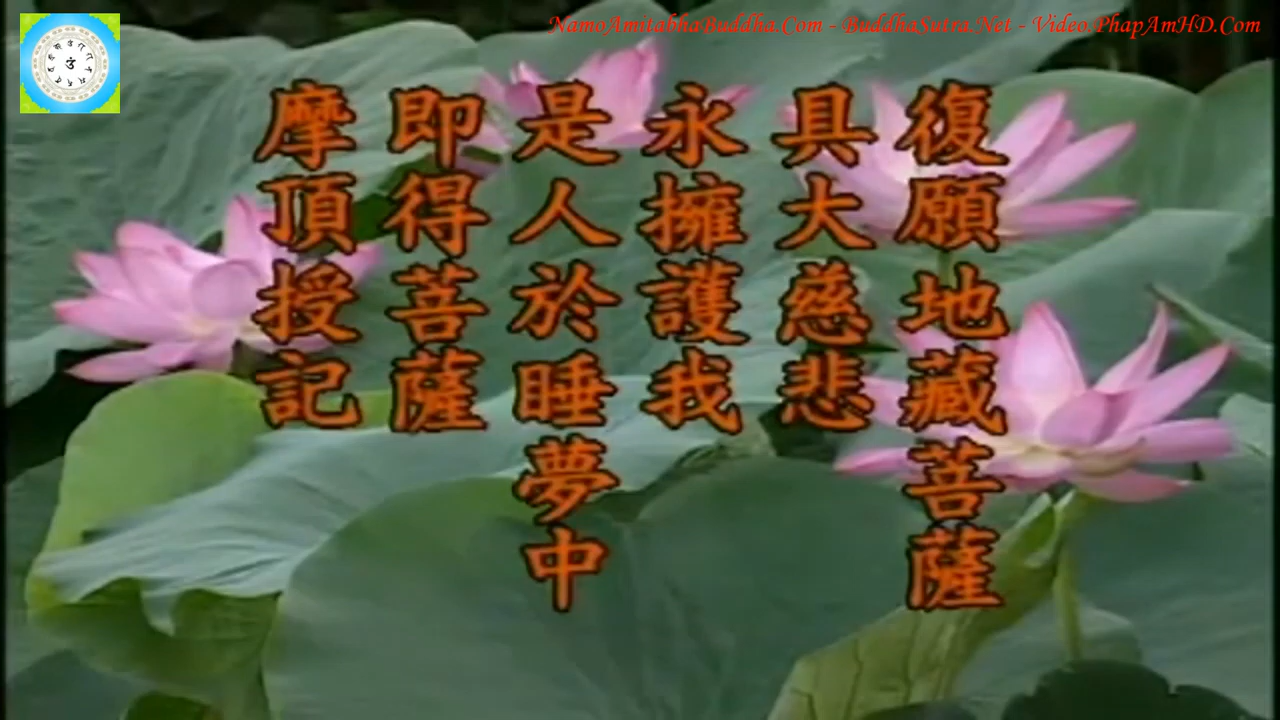 NamoAmitabhaBuddha.Com - BuddhaSutra.Net - Video.PhapAmHD.Com
復願地藏菩薩
具大慈悲
永擁護我
是人於睡夢中
即得菩薩
摩頂授記